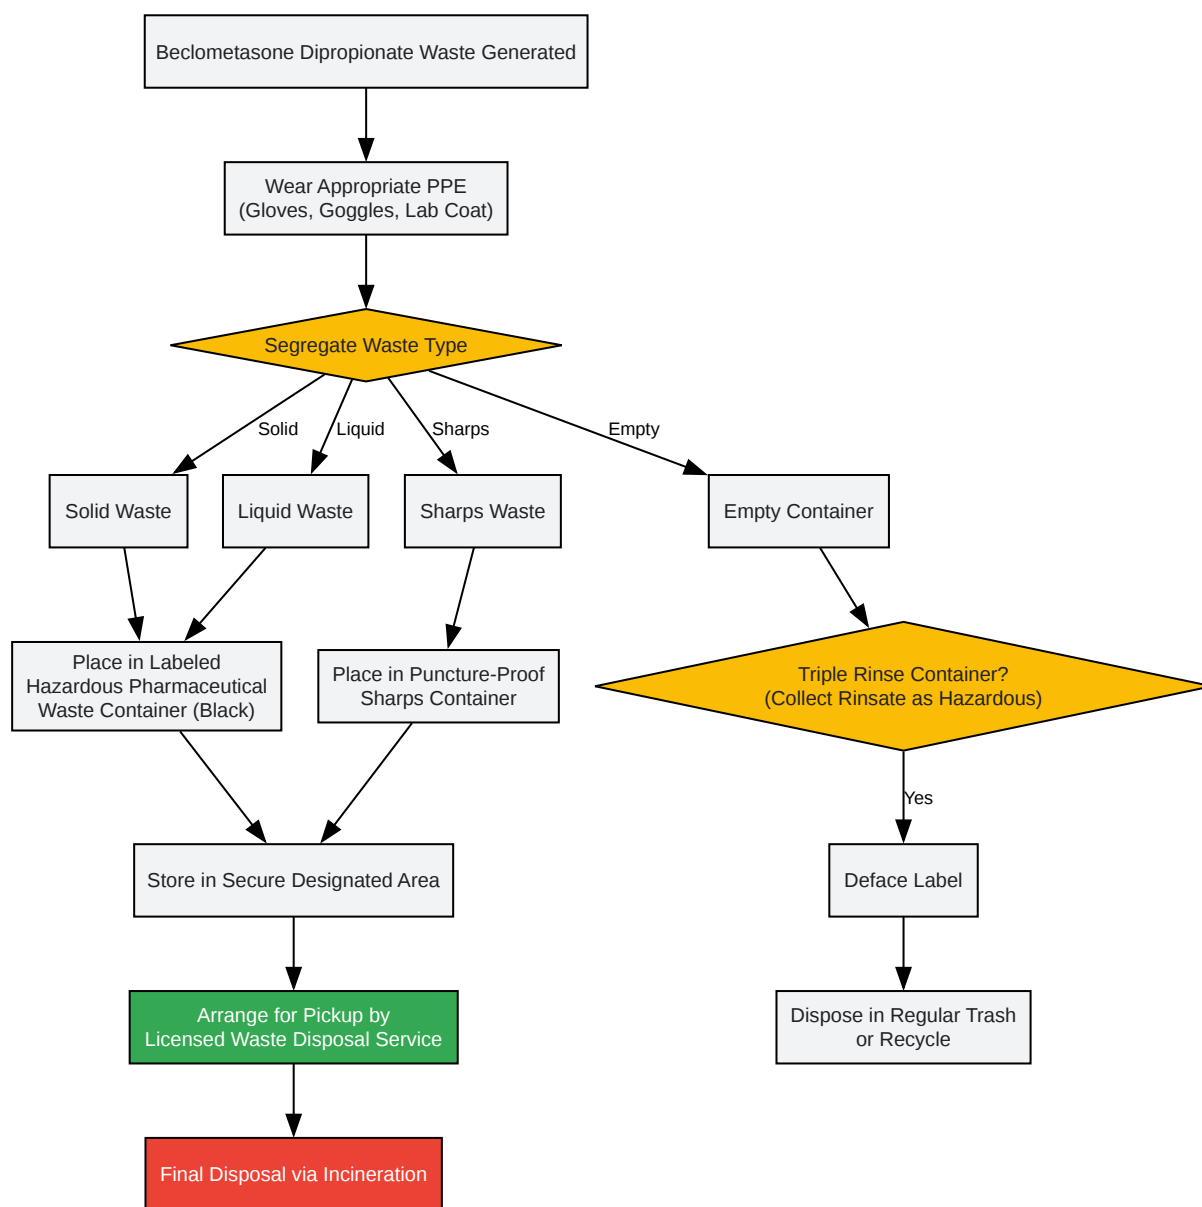 Beclometasone Dipropionate Waste Generated
Wear Appropriate PPE
(Gloves, Goggles, Lab Coat)
Segregate Waste Type
Solid
Liquid
Sharps
Empty
Solid Waste
Liquid Waste
Sharps Waste
Empty Container
Place in Labeled
Hazardous Pharmaceutical
Waste Container (Black)
Place in Puncture-Proof
Sharps Container
Triple Rinse Container?
(Collect Rinsate as Hazardous)
Yes
Store in Secure Designated Area
Deface Label
Arrange for Pickup by
Licensed Waste Disposal Service
Dispose in Regular Trash
or Recycle
Final Disposal via Incineration